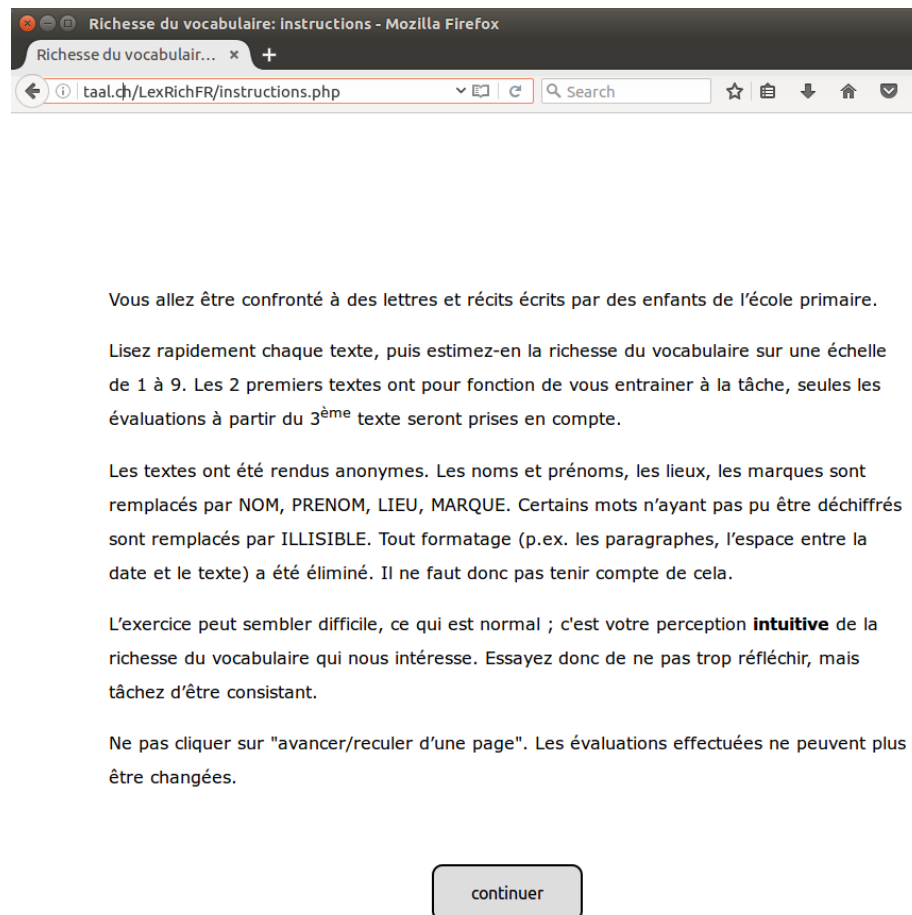 Richesse du vocabulaire: instructions - Mozilla Firefox
Richesse du vocabulair... × +
taal.ch/LexRichFR/instructions.php Search
Vous allez être confronté à des lettres et récits écrits par des enfants de l’école primaire.
Lisez rapidement chaque texte, puis estimez-en la richesse du vocabulaire sur une échelle
de 1 à 9. Les 2 premiers textes ont pour fonction de vous entrainer à la tâche, seules les
évaluations à partir du 3ème texte seront prises en compte.
Les textes ont été rendus anonymes. Les noms et prénoms, les lieux, les marques sont
remplacés par NOM, PRENOM, LIEU, MARQUE. Certains mots n’ayant pas pu être déchiffrés
sont remplacés par ILLISIBLE. Tout formatage (p.ex. les paragraphes, l’espace entre la
date et le texte) a été éliminé. Il ne faut donc pas tenir compte de cela.
L’exercice peut sembler difficile, ce qui est normal ; c'est votre perception intuitive de la
richesse du vocabulaire qui nous intéresse. Essayez donc de ne pas trop réfléchir, mais
tâchez d’être consistant.
Ne pas cliquer sur "avancer/reculer d’une page". Les évaluations effectuées ne peuvent plus
être changées.
continuer